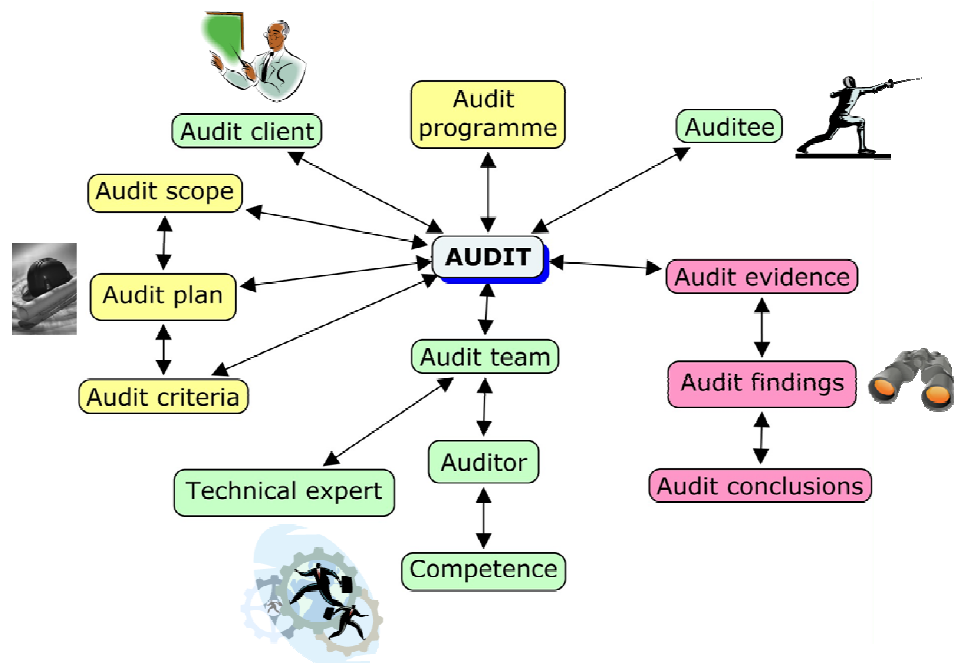 Audit
programme
Audit client
Auditee
Audit scope
AUDIT
Audit evidence
Audit plan
Audit team
Audit findings
Audit criteria
Auditor
Technical expert
Audit conclusions
Competence